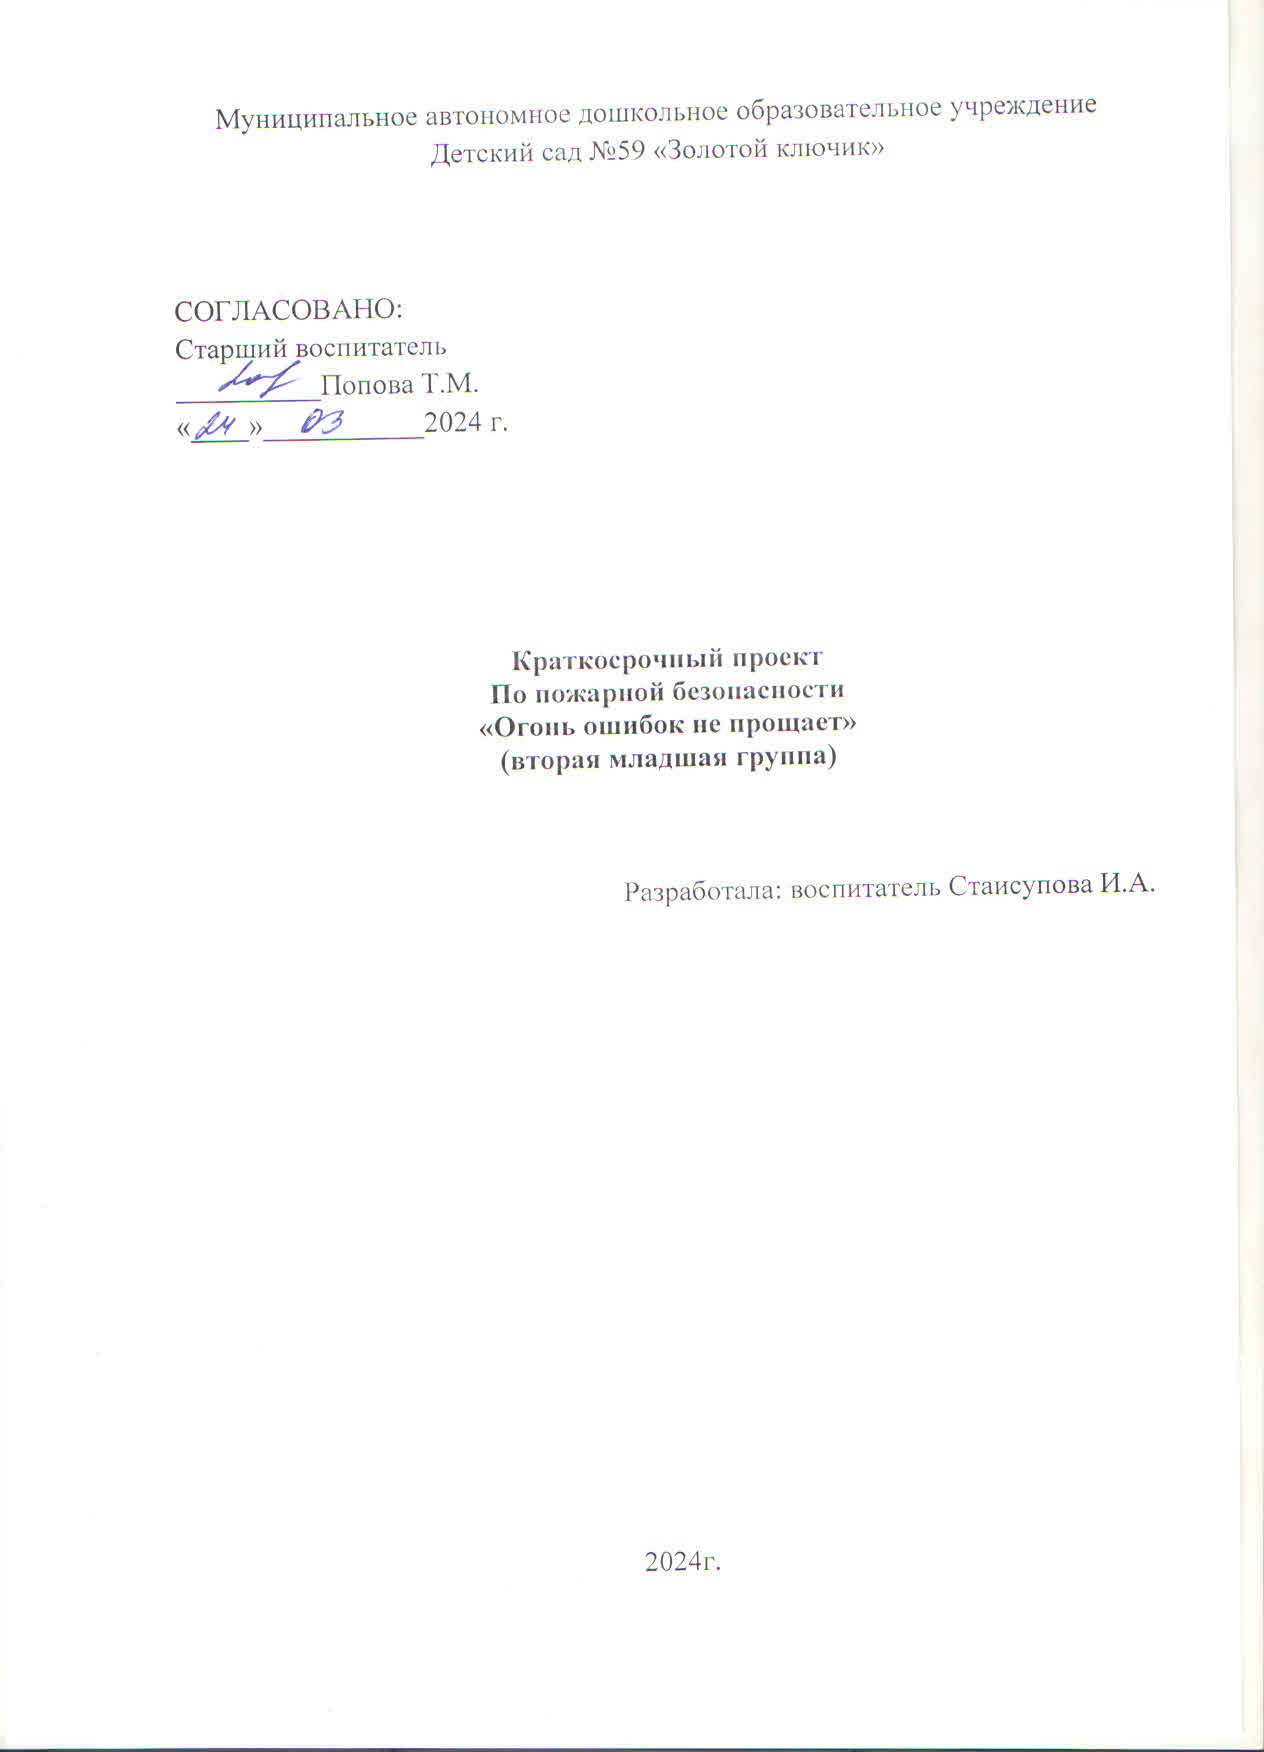 Муниципальное автономное дошкольное образовательное учреждение
Детский сад №59 «Золотой ключик»
СОГЛАСОВАНО:
Старший воспитатель
Попова Т.М.
«24» 03 2024 г.
Краткосрочный проект
По пожарной безопасности
«Огонь ошибок не прощает»
(вторая младшая группа)
Разработала: воспитатель Стаисупова И.А.
2024г.